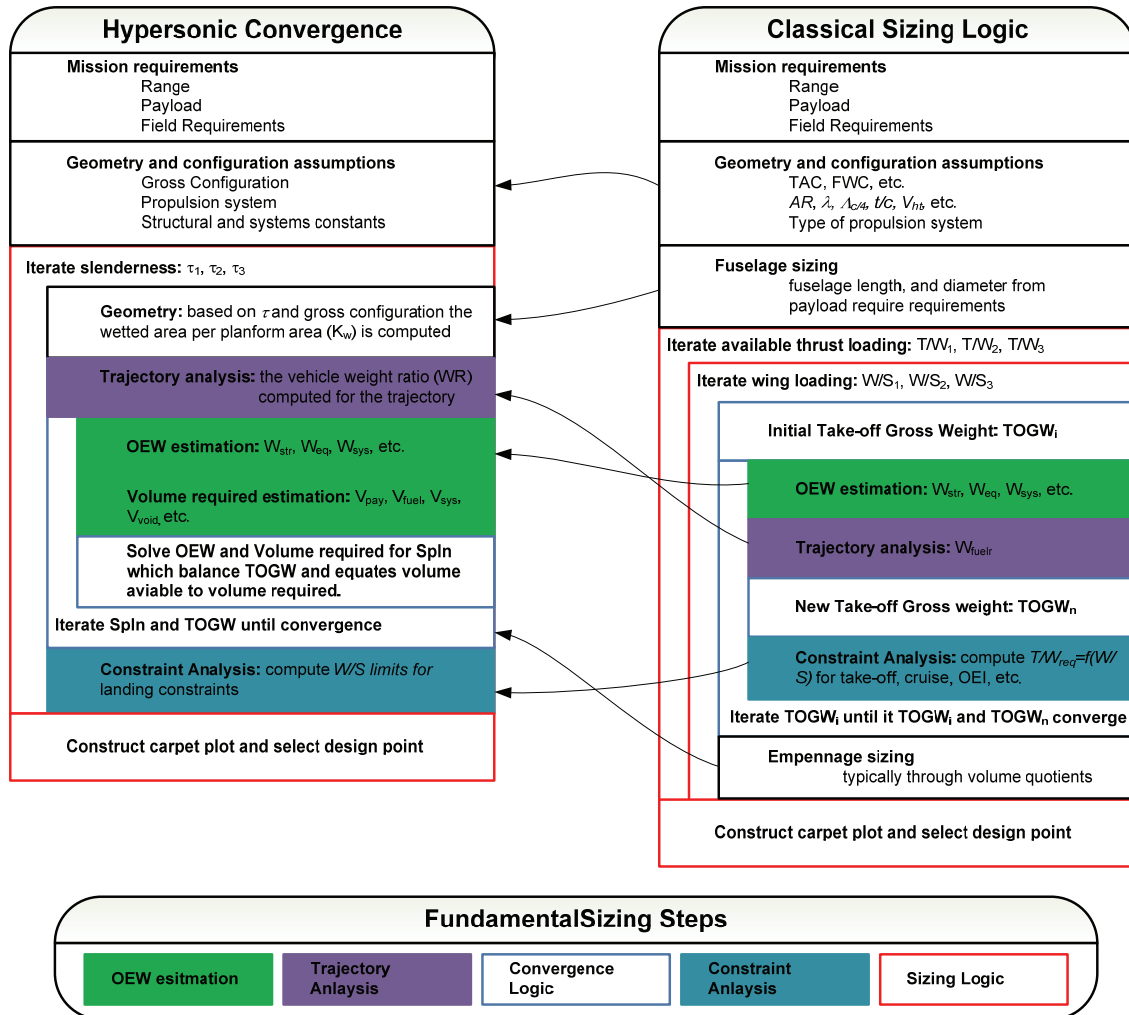 Hypersonic Convergence
Mission requirements
Range
Payload
Field Requirements
Geometry and configuration assumptions
Gross Configuration
Propulsion system
Structural and systems constants
Iterate slenderness: τ1, τ2, τ3
Geometry: based on τ and gross configuration the
wetted area per planform area (Kw) is computed
Trajectory analysis: the vehicle weight ratio (WR)
computed for the trajectory
OEW estimation: Wstr, Weq, Wsys, etc.
Volume required estimation: Vpay, Vfuel, Vsys,
Vvoid, etc.
Solve OEW and Volume required for Spln
which balance TOGW and equates volume
aviable to volume required.
Iterate Spln and TOGW until convergence
Constraint Analysis: compute W/S limits for
landing constraints
Construct carpet plot and select design point
Classical Sizing Logic
Mission requirements
Range
Payload
Field Requirements
Geometry and configuration assumptions
TAC, FWC, etc.
AR, λ, Λc/4, t/c, Vht, etc.
Type of propulsion system
Fuselage sizing
fuselage length, and diameter from
payload require requirements
Iterate available thrust loading: T/W1, T/W2, T/W3
Iterate wing loading: W/S1, W/S2, W/S3
Initial Take-off Gross Weight: TOGWi
OEW estimation: Wstr, Weq, Wsys, etc.
Trajectory analysis: Wfuelr
New Take-off Gross weight: TOGWn
Constraint Analysis: compute T/Wreq=f(W/
S) for take-off, cruise, OEI, etc.
Iterate TOGWi until it TOGWi and TOGWn converge
Empennage sizing
typically through volume quotients
Construct carpet plot and select design point
FundamentalSizing Steps
OEW esitmation
Trajectory
Anlaysis
Convergence
Logic
Constraint
Anlaysis
Sizing Logic